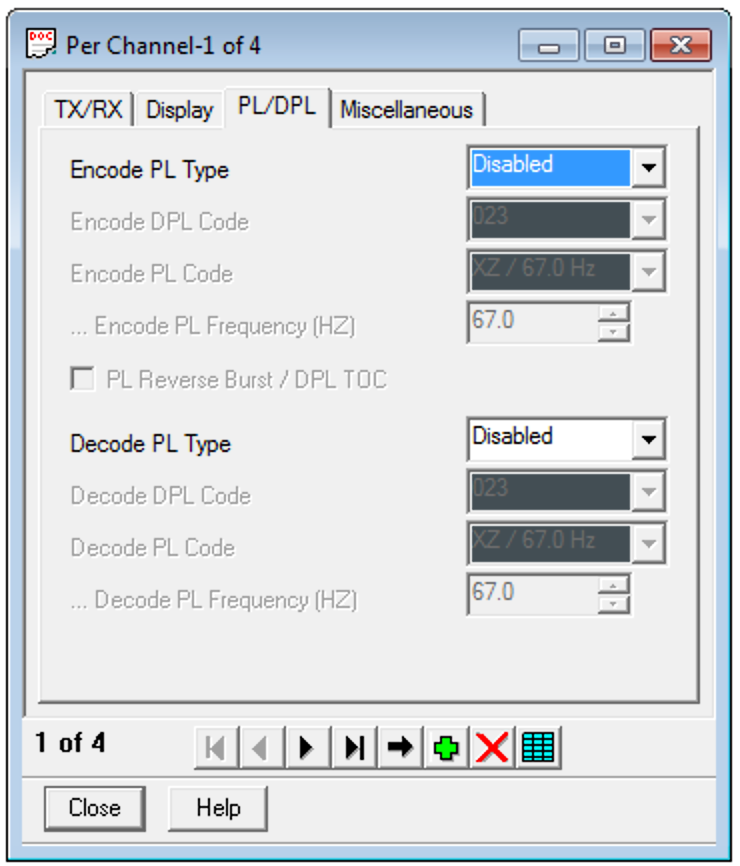 DOC Per Channel-1 of 4
TX/RX Display PL/DPL Miscellaneous
Encode PL Type Disabled
Encode DPL Code 023
Encode PL Code XZ / 67.0 Hz
... Encode PL Frequency (HZ) 67.0
PL Reverse Burst / DPL TOC
Decode PL Type Disabled
Decode DPL Code 023
Decode PL Code XZ / 67.0 Hz
... Decode PL Frequency (HZ) 67.0
1 of 4
Close Help